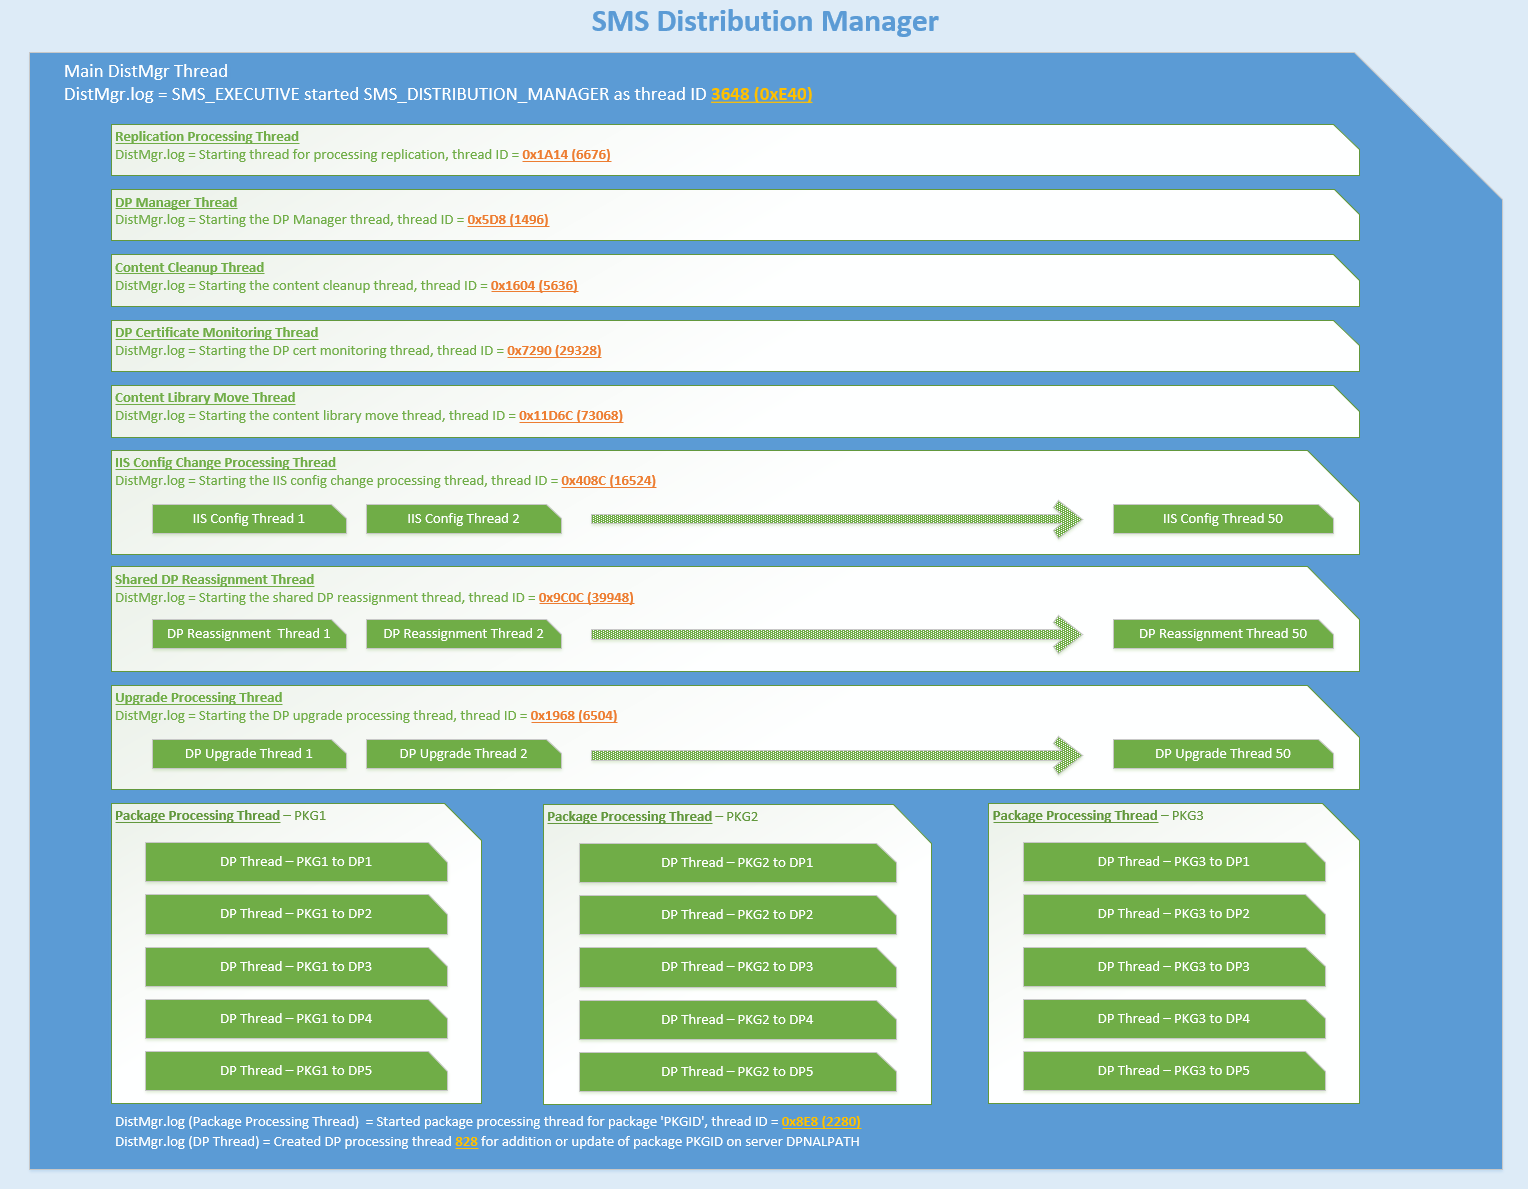 SMS Distribution Manager
Main DistMgr Thread
DistMgr.log = SMS_EXECUTIVE started SMS_DISTRIBUTION_MANAGER as thread ID 3648 (0xE40)
Replication Processing Thread
DistMgr.log = Starting thread for processing replication, thread ID = 0x1A14 (6676)
DP Manager Thread
DistMgr.log = Starting the DP Manager thread, thread ID = 0x5D8 (1496)
Content Cleanup Thread
DistMgr.log = Starting the content cleanup thread, thread ID = 0x1604 (5636)
DP Certificate Monitoring Thread
DistMgr.log = Starting the DP cert monitoring thread, thread ID = 0x7290 (29328)
Content Library Move Thread
DistMgr.log = Starting the content library move thread, thread ID = 0x11D6C (73068)
IIS Config Change Processing Thread
DistMgr.log = Starting the IIS config change processing thread, thread ID = 0x408C (16524)
IIS Config Thread 1
IIS Config Thread 2
IIS Config Thread 50
Shared DP Reassignment Thread
DistMgr.log = Starting the shared DP reassignment thread, thread ID = 0x9C0C (39948)
DP Reassignment  Thread 1
DP Reassignment Thread 2
DP Reassignment Thread 50
Upgrade Processing Thread
DistMgr.log = Starting the DP upgrade processing thread, thread ID = 0x1968 (6504)
DP Upgrade Thread 1
DP Upgrade Thread 2
DP Upgrade Thread 50
Package Processing Thread – PKG1
DP Thread – PKG1 to DP1
DP Thread – PKG1 to DP2
DP Thread – PKG1 to DP3
DP Thread – PKG1 to DP4
DP Thread – PKG1 to DP5
Package Processing Thread – PKG2
DP Thread – PKG2 to DP1
DP Thread – PKG2 to DP2
DP Thread – PKG2 to DP3
DP Thread – PKG2 to DP4
DP Thread – PKG2 to DP5
Package Processing Thread – PKG3
DP Thread – PKG3 to DP1
DP Thread – PKG3 to DP2
DP Thread – PKG3 to DP3
DP Thread – PKG3 to DP4
DP Thread – PKG3 to DP5
DistMgr.log (Package Processing Thread)  = Started package processing thread for package 'PKGID', thread ID = 0x8E8 (2280)
DistMgr.log (DP Thread) = Created DP processing thread 828 for addition or update of package PKGID on server DPNALPATH